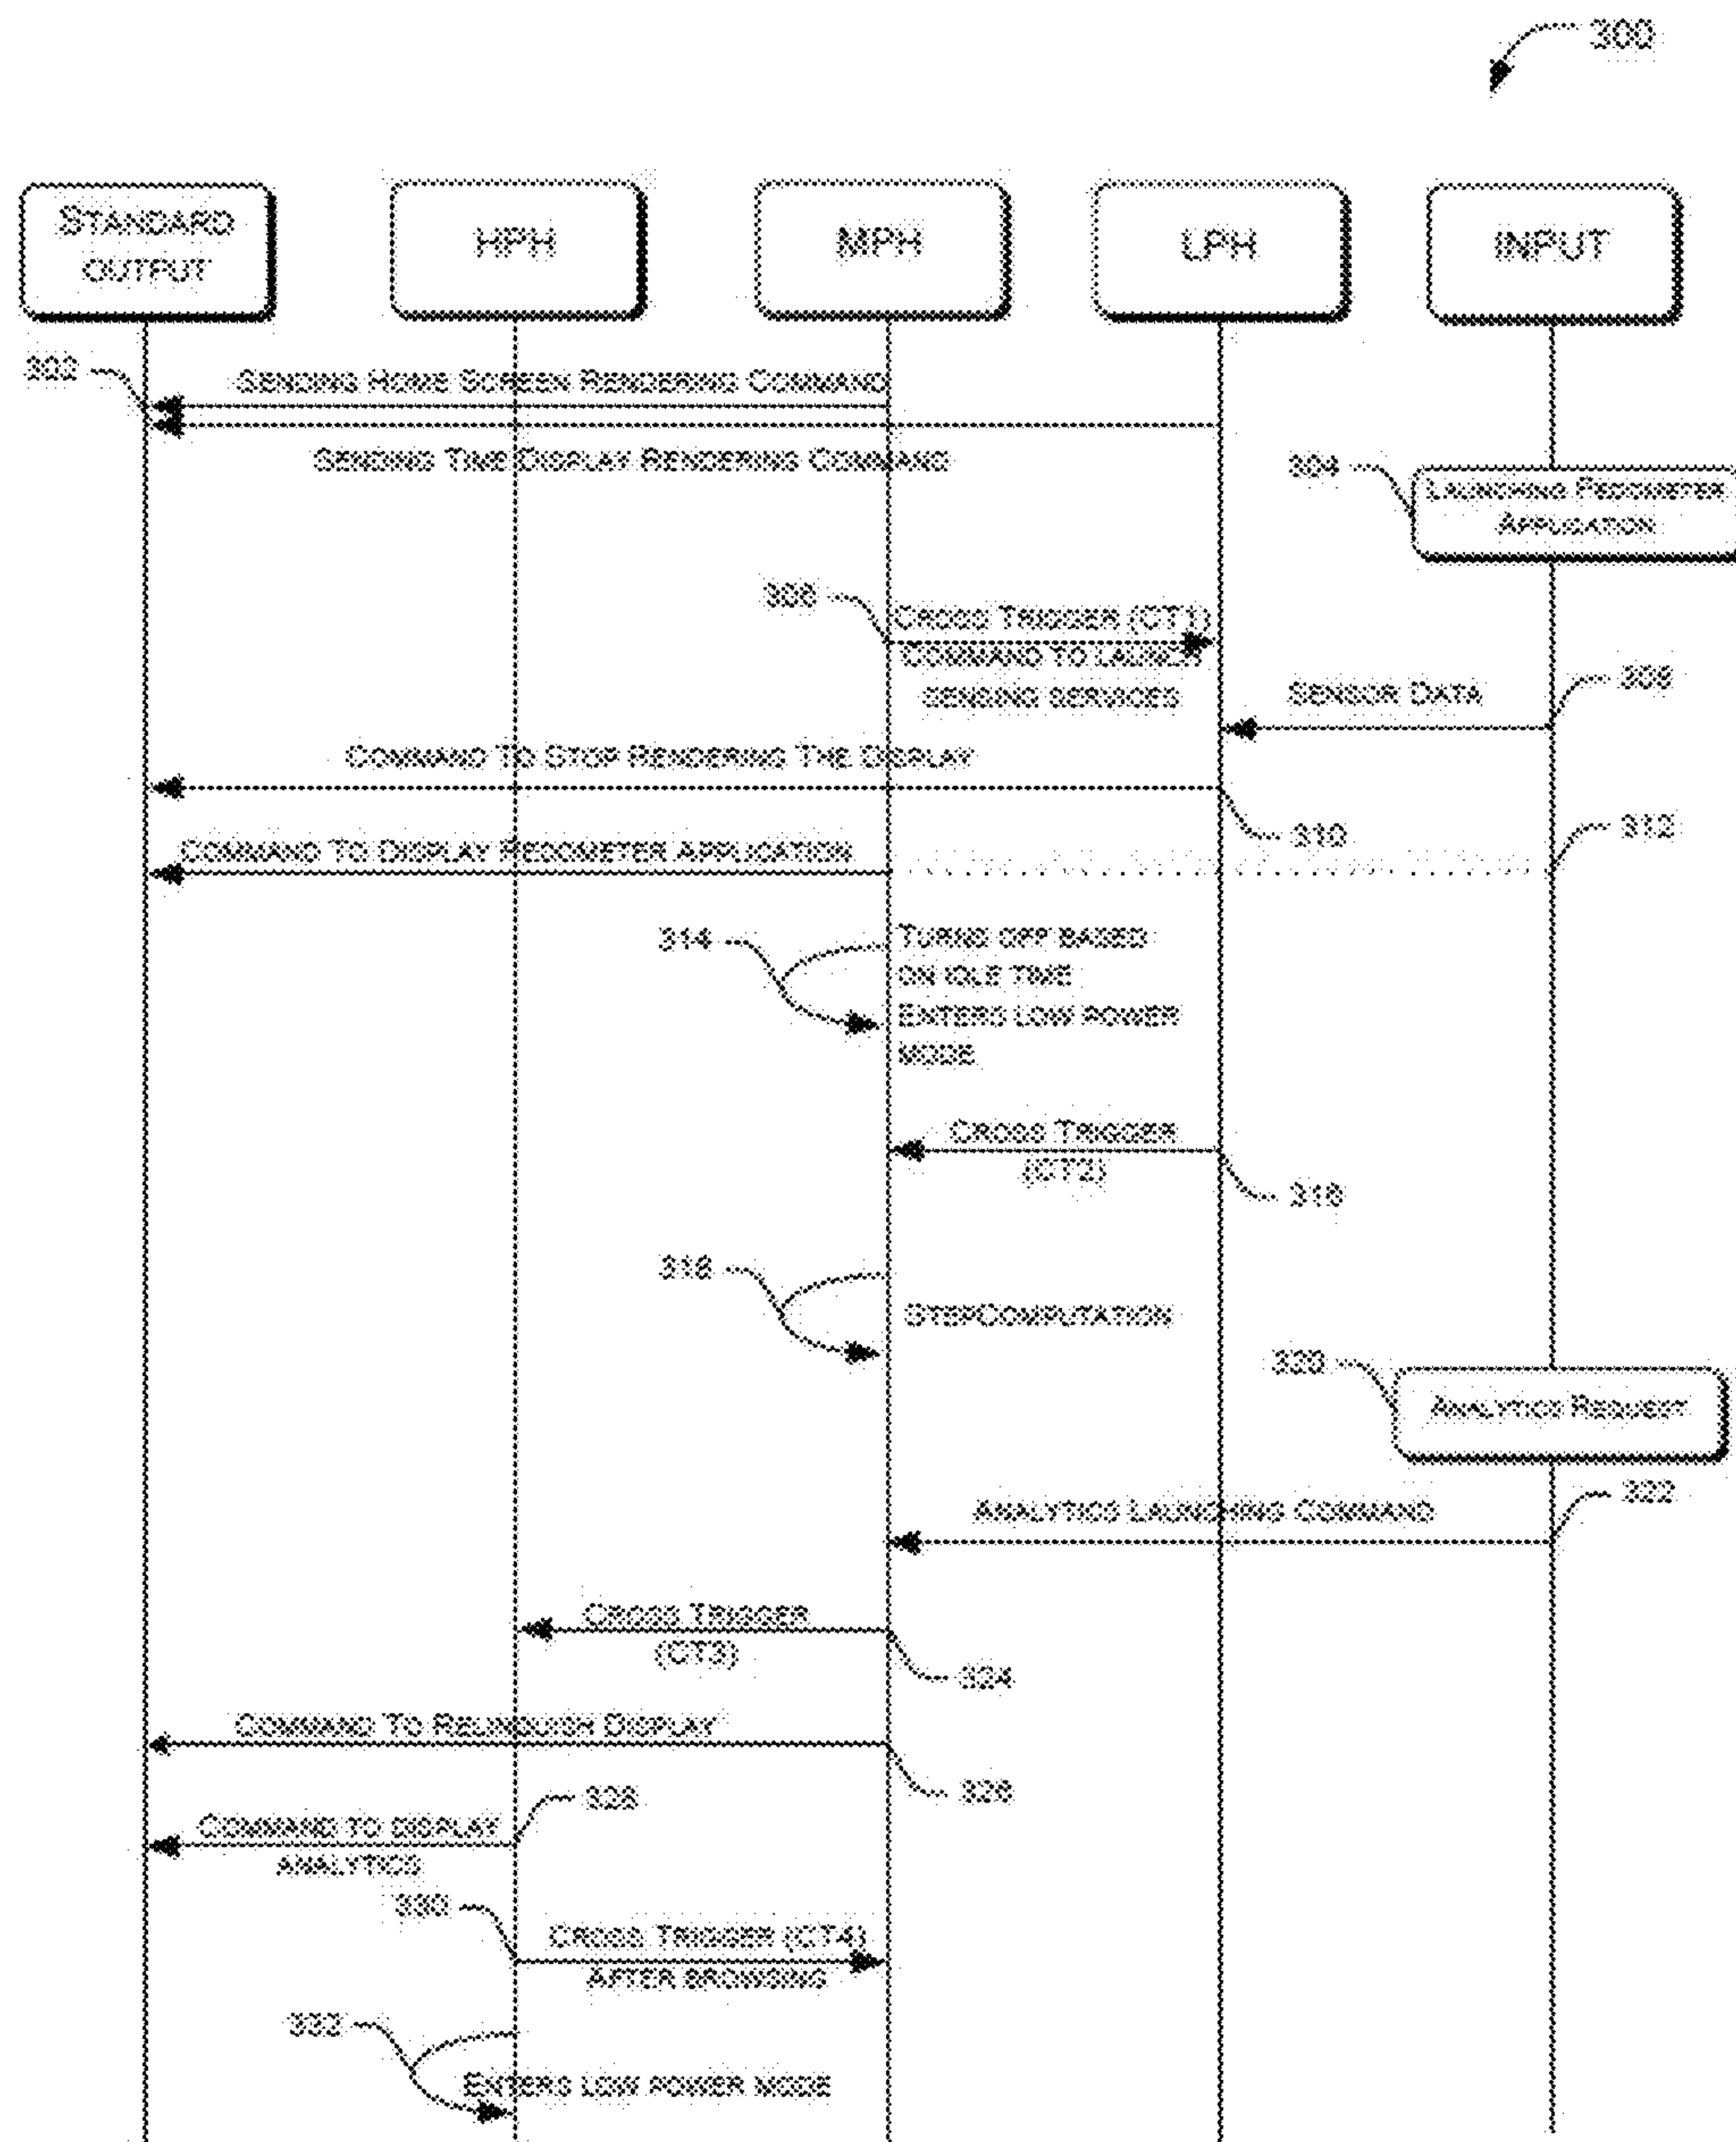 300
STANDARD
OUTPUT
HPH
MPH
LPH
INPUT
302
SENDING HOME SCREEN RENDERING COMMAND
SENDING TIME DISPLAY RENDERING COMMAND
304
LAUNCHING PEDOMETER
APPLICATION
306
CROSS TRIGGER (CT1)
COMMAND TO LAUNCH
SENSING SERVICES
SENSOR DATA
308
COMMAND TO STOP RENDERING THE DISPLAY
310
312
COMMAND TO DISPLAY PEDOMETER APPLICATION
314
TURNS OFF BASED
ON IDLE TIME
ENTERS LOW POWER
MODE
CROSS TRIGGER
(CT2)
316
318
STEPCOMPUTATION
320
ANALYTICS REQUEST
322
ANALYTICS LAUNCHING COMMAND
CROSS TRIGGER
(CT3)
324
COMMAND TO RELINQUISH DISPLAY
326
328
COMMAND TO DISPLAY
ANALYTICS
330
CROSS TRIGGER (CT4)
AFTER BROWSING
332
ENTERS LOW POWER MODE